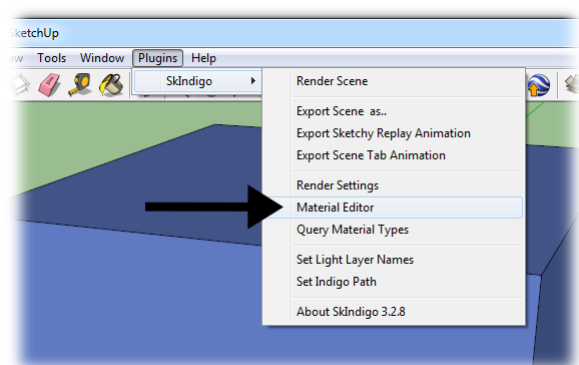 SketchUp
Tools Window Plugins Help
SkIndigo
Render Scene
Export Scene as..
Export Sketchy Replay Animation
Export Scene Tab Animation
Render Settings
Material Editor
Query Material Types
Set Light Layer Names
Set Indigo Path
About SkIndigo 3.2.8